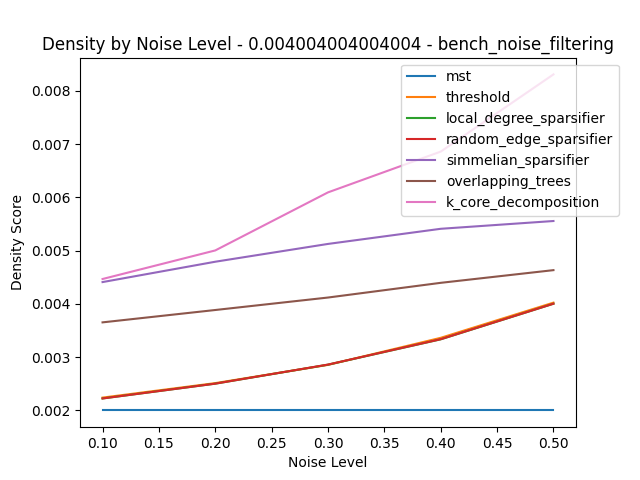 Density by Noise Level - 0.004004004004004 - bench_noise_filtering
mst
threshold
local_degree_sparsifier
random_edge_sparsifier
simmelian_sparsifier
overlapping_trees
k_core_decomposition
Density Score
0.008
0.007
0.006
0.005
0.004
0.003
0.002
0.10 0.15 0.20 0.25 0.30 0.35 0.40 0.45 0.50
Noise Level